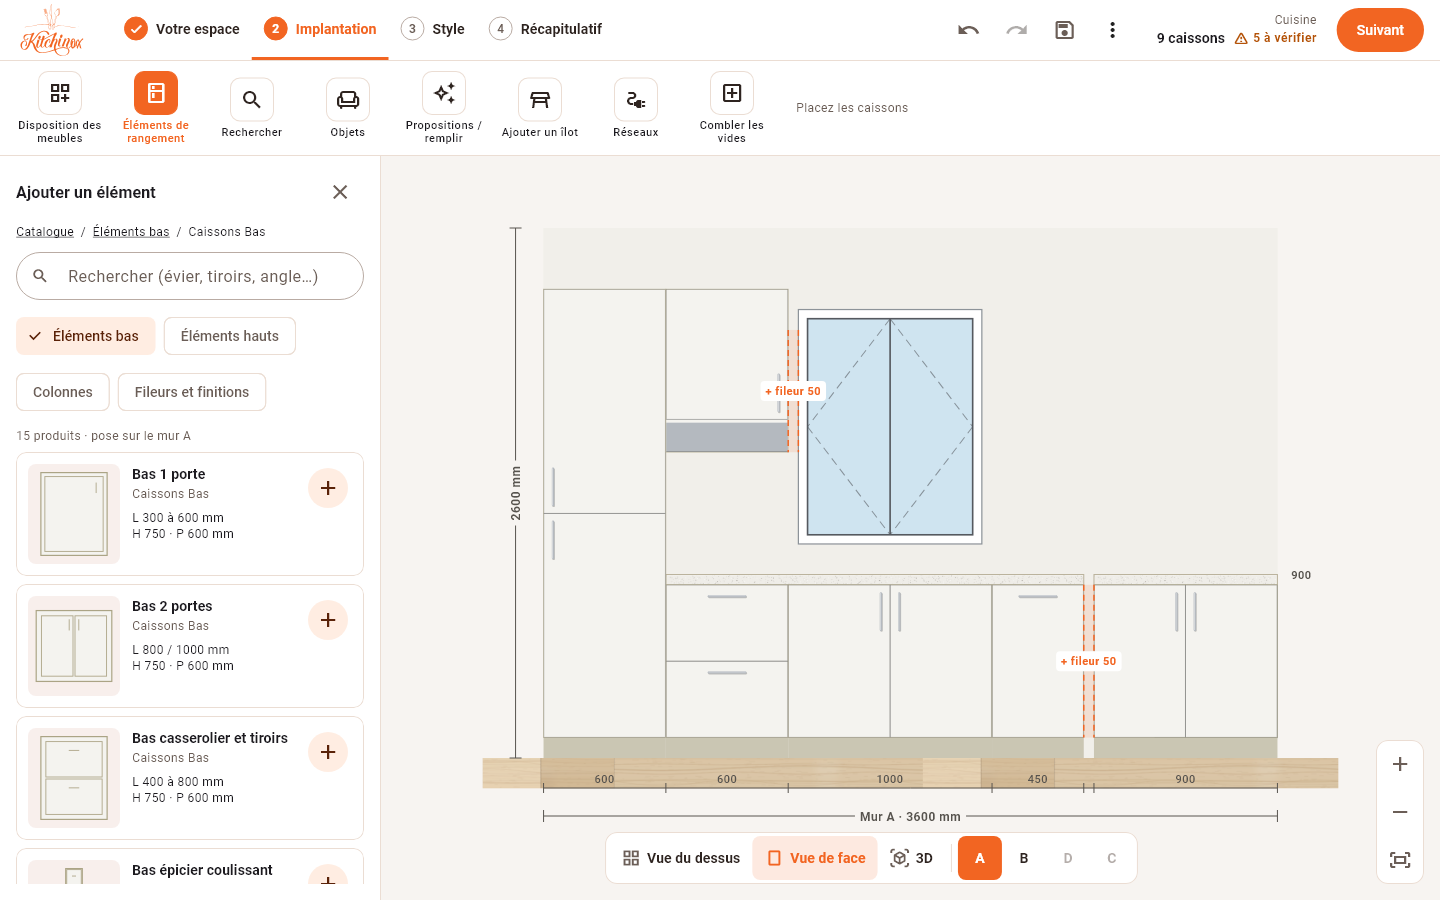 Kitchinox
Votre espace
2 Implantation
3 Style
4 Récapitulatif
Cuisine
9 caissons
5 à vérifier
Suivant
Disposition des
meubles
Éléments de
rangement
Rechercher
Objets
Propositions /
remplir
Ajouter un îlot
Réseaux
Combler les
vides
Placez les caissons
Ajouter un élément
Catalogue / Éléments bas / Caissons Bas
Rechercher (évier, tiroirs, angle…)
Éléments bas
Éléments hauts
Colonnes
Fileurs et finitions
15 produits · pose sur le mur A
Bas 1 porte
Caissons Bas
L 300 à 600 mm
H 750 · P 600 mm
Bas 2 portes
Caissons Bas
L 800 / 1000 mm
H 750 · P 600 mm
Bas casserolier et tiroirs
Caissons Bas
L 400 à 800 mm
H 750 · P 600 mm
Bas épicier coulissant
+ fileur 50
2600 mm
900
+ fileur 50
600
600
1000
450
900
Mur A · 3600 mm
Vue du dessus
Vue de face
3D
A
B
D
C